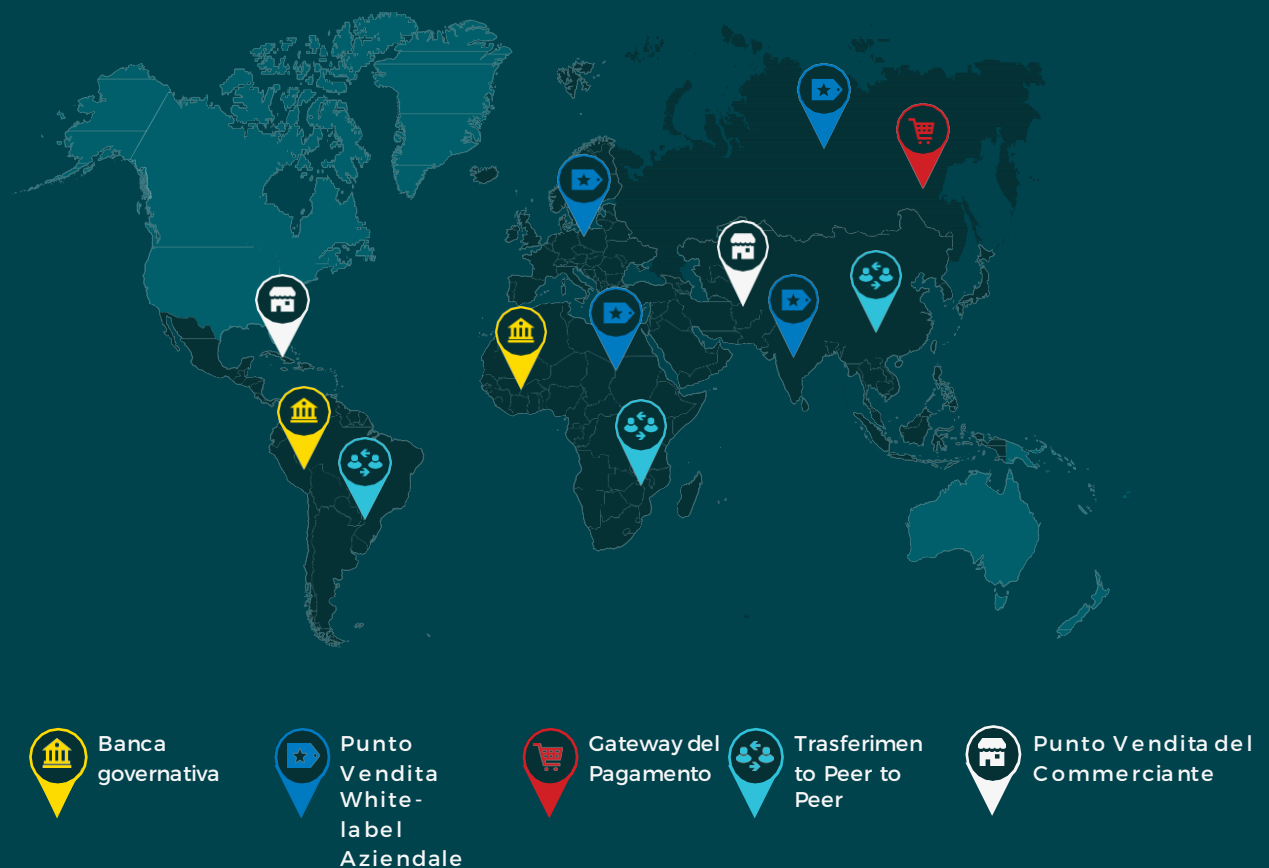 Banca
governativa
Punto
Vendita
White-
label
Aziendale
Gateway del
Pagamento
Trasferimen
to Peer to
Peer
Punto Vendita del
Commerciante